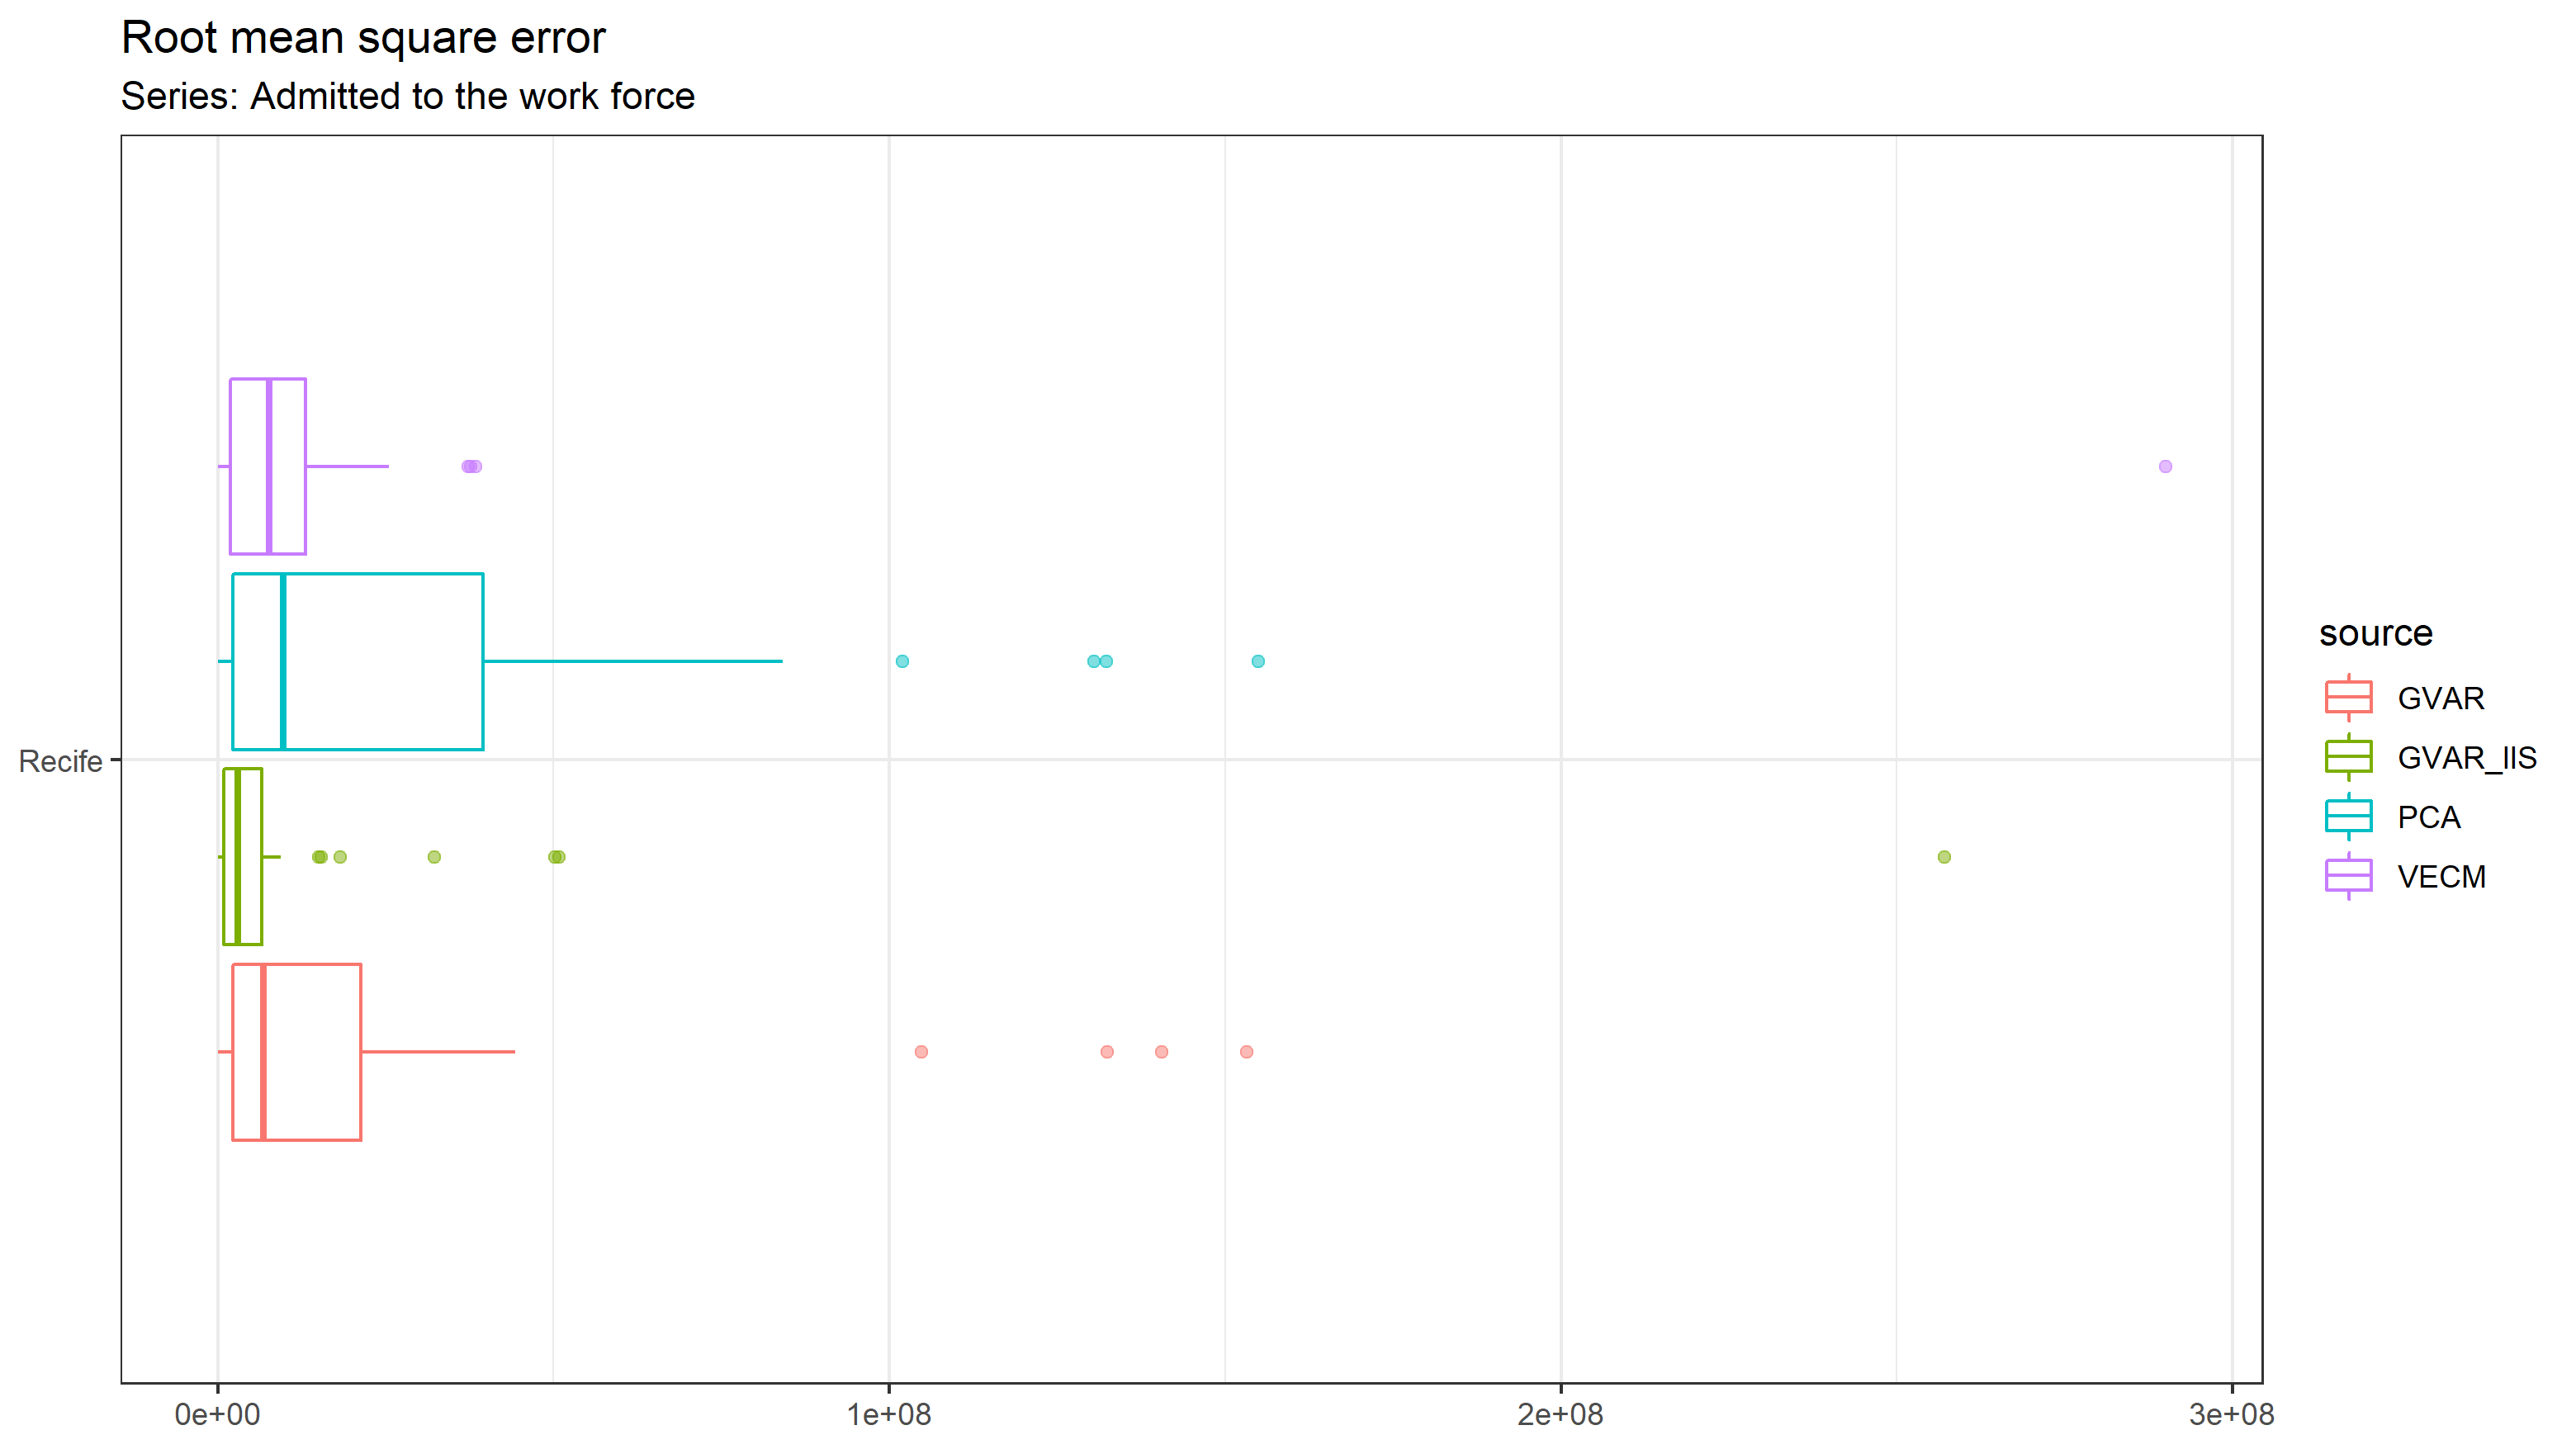 Root mean square error
Series: Admitted to the work force
Recife
0e+00
1e+08
2e+08
3e+08
source
GVAR
GVAR_IIS
PCA
VECM